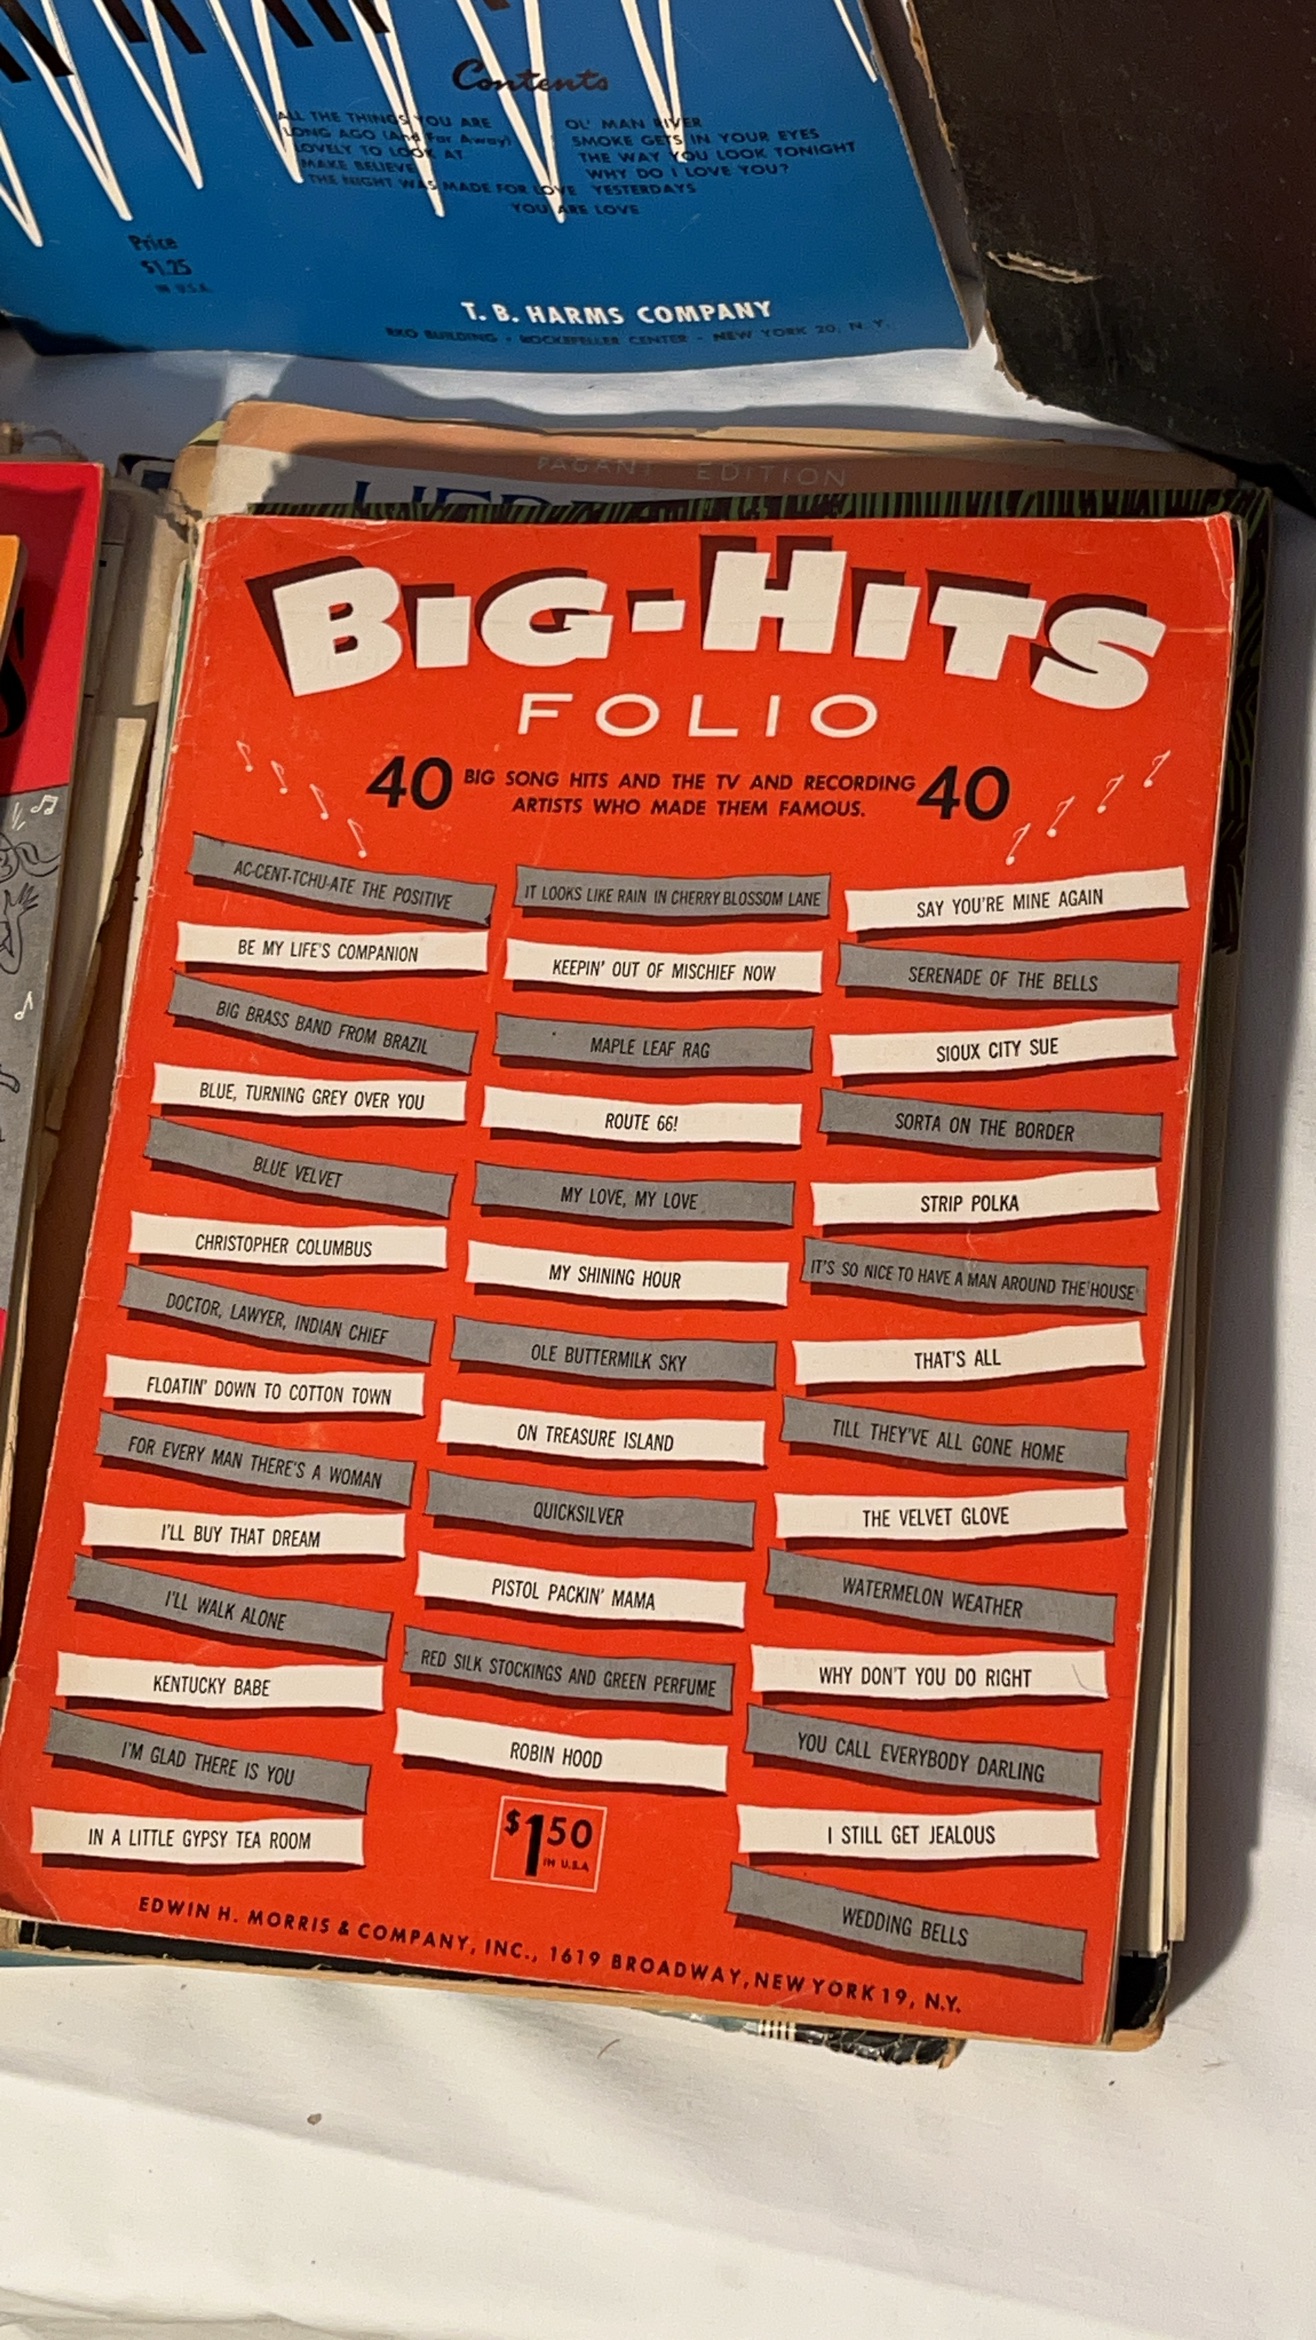 Contents
ALL THE THINGS YOU ARE
LONG AGO (And Far Away)
LOVELY TO LOOK AT
MAKE BELIEVE
THE NIGHT WAS MADE FOR LOVE
OL' MAN RIVER
SMOKE GETS IN YOUR EYES
THE WAY YOU LOOK TONIGHT
WHY DO I LOVE YOU?
YESTERDAYS
YOU ARE LOVE
Price
$1.25
IN U.S.A.
T. B. HARMS COMPANY
RKO BUILDING - ROCKEFELLER CENTER - NEW YORK 20, N. Y.
PAGANT EDITION
BIG-HITS
FOLIO
40 BIG SONG HITS AND THE TV AND RECORDING 40
ARTISTS WHO MADE THEM FAMOUS.
AC-CENT-TCHU-ATE THE POSITIVE
BE MY LIFE'S COMPANION
BIG BRASS BAND FROM BRAZIL
BLUE, TURNING GREY OVER YOU
BLUE VELVET
CHRISTOPHER COLUMBUS
DOCTOR, LAWYER, INDIAN CHIEF
FLOATIN' DOWN TO COTTON TOWN
FOR EVERY MAN THERE'S A WOMAN
I'LL BUY THAT DREAM
I'LL WALK ALONE
KENTUCKY BABE
I'M GLAD THERE IS YOU
IN A LITTLE GYPSY TEA ROOM
IT LOOKS LIKE RAIN IN CHERRY BLOSSOM LANE
KEEPIN' OUT OF MISCHIEF NOW
MAPLE LEAF RAG
ROUTE 66!
MY LOVE, MY LOVE
MY SHINING HOUR
OLE BUTTERMILK SKY
ON TREASURE ISLAND
QUICKSILVER
PISTOL PACKIN' MAMA
RED SILK STOCKINGS AND GREEN PERFUME
ROBIN HOOD
$1.50
IN U.S.A
SAY YOU'RE MINE AGAIN
SERENADE OF THE BELLS
SIOUX CITY SUE
SORTA ON THE BORDER
STRIP POLKA
IT'S SO NICE TO HAVE A MAN AROUND THE HOUSE
THAT'S ALL
TILL THEY'VE ALL GONE HOME
THE VELVET GLOVE
WATERMELON WEATHER
WHY DON'T YOU DO RIGHT
YOU CALL EVERYBODY DARLING
I STILL GET JEALOUS
WEDDING BELLS
EDWIN H. MORRIS & COMPANY, INC., 1619 BROADWAY, NEW YORK 19, N.Y.